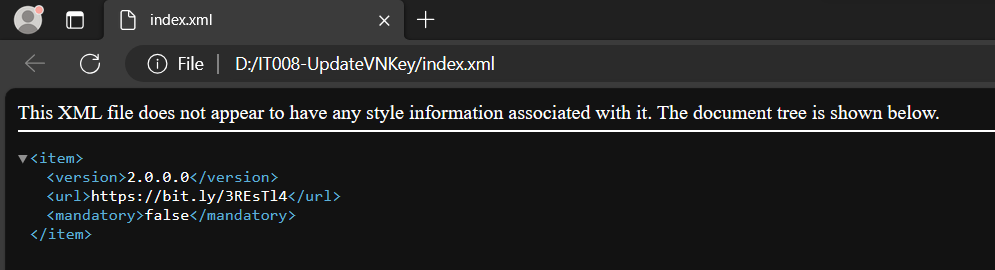 index.xml
File D:/IT008-UpdateVNKey/index.xml
This XML file does not appear to have any style information associated with it. The document tree is shown below.
<item>
<version>2.0.0.0</version>
<url>https://bit.ly/3REsTl4</url>
<mandatory>false</mandatory>
</item>